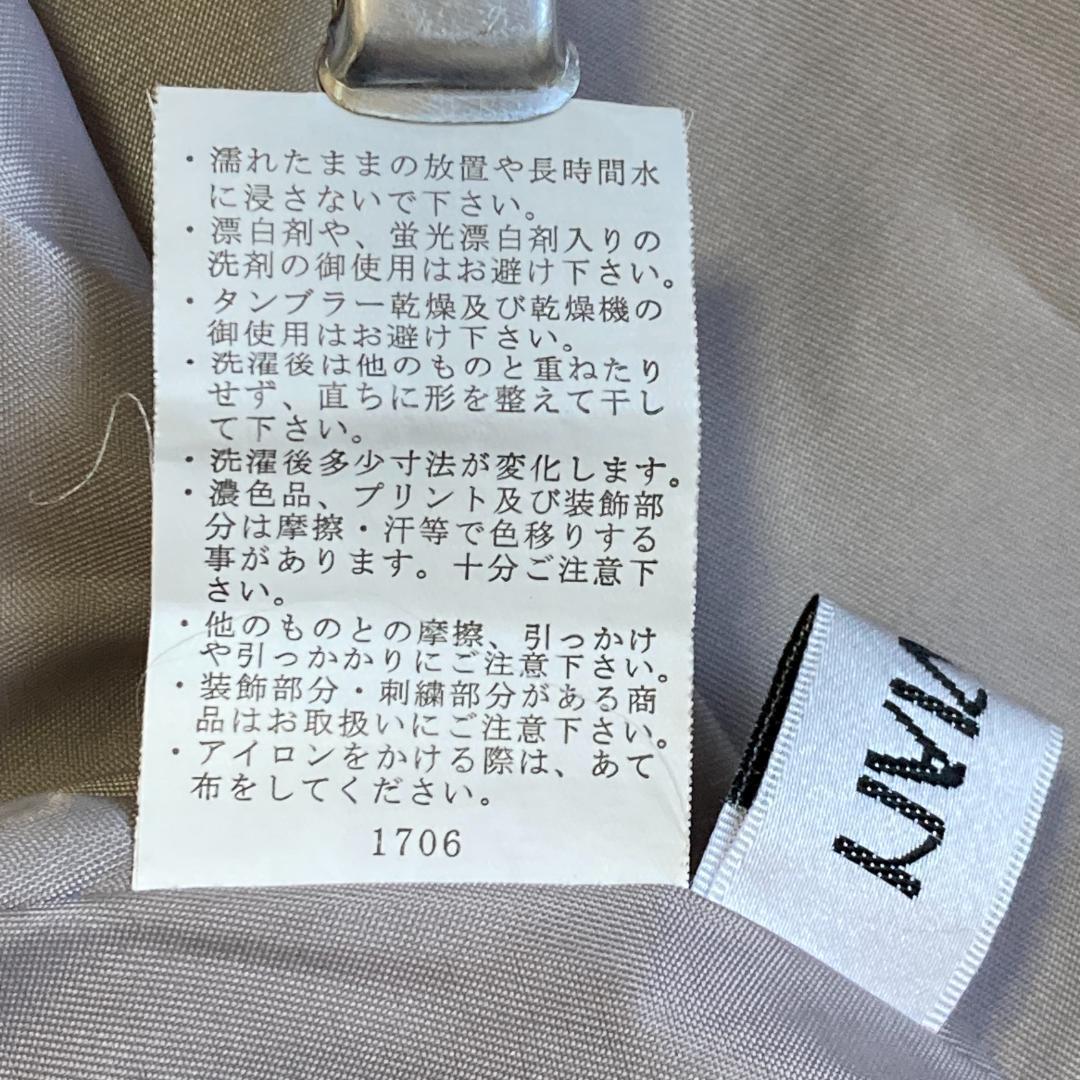 ・濡れたままの放置や長時間水
に浸さないで下さい。
・漂白剤や、蛍光漂白剤入りの
洗剤の御使用はお避け下さい。
・タンブラー乾燥及び乾燥機の
御使用はお避け下さい。
・洗濯後は他のものと重ねたり
せず、直ちに形を整えて干し
て下さい。
・洗濯後多少寸法が変化します。
・濃色品、プリント及び装飾部
分は摩擦・汗等で色移りする
事があります。十分ご注意下
さい。
・他のものとの摩擦、引っかけ
や引っかかりにご注意下さい。
・装飾部分・刺繍部分がある商
品はお取扱いにご注意下さい。
・アイロンをかける際は、あて
布をしてください。
1706